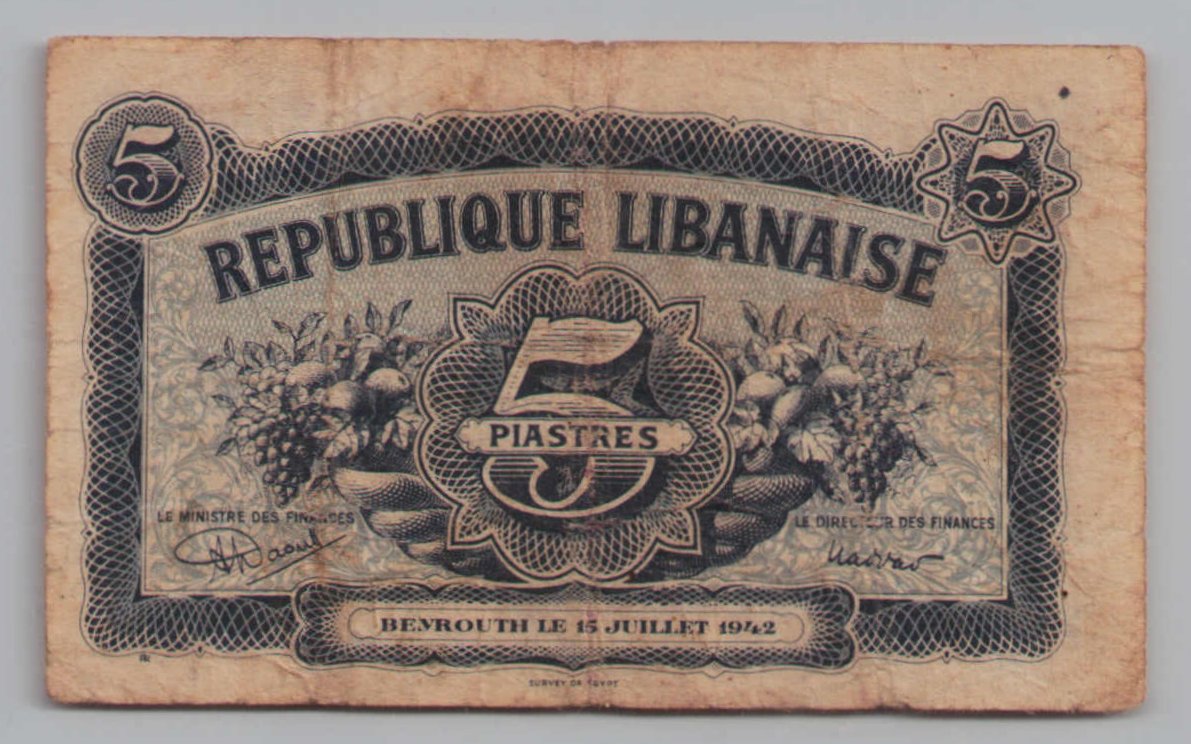 5
5
REPUBLIQUE LIBANAISE
5
PIASTRES
LE MINISTRE DES FINANCES
LE DIRECTEUR DES FINANCES
BEYROUTH LE 15 JUILLET 1942
SURVEY OF EGYPT